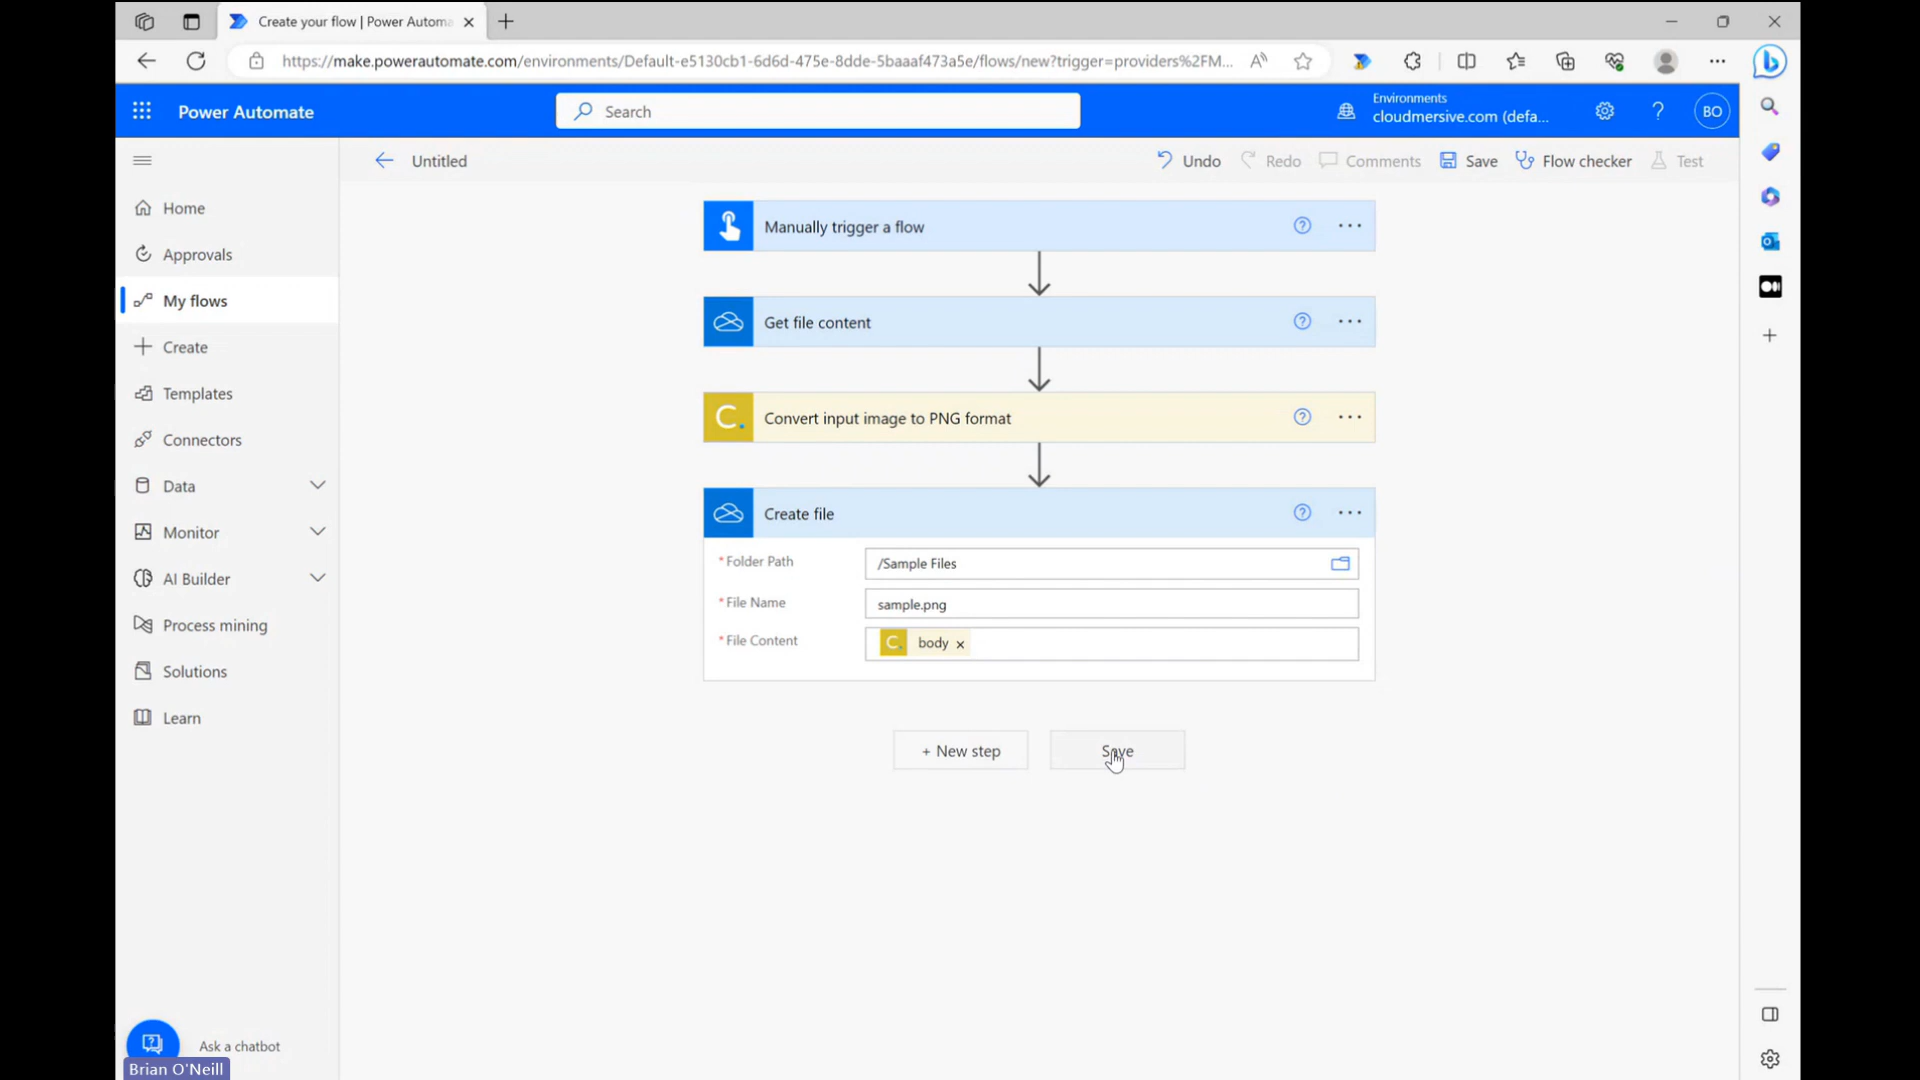 Create your flow | Power Automa
https://make.powerautomate.com/environments/Default-e5130cb1-6d6d-475e-8dde-5baaaf473a5e/flows/new?trigger=providers%2FM...
Power Automate
Search
Environments
cloudmersive.com (defa...
BO
Untitled
Undo
Redo
Comments
Save
Flow checker
Test
Home
Approvals
My flows
Create
Templates
Connectors
Data
Monitor
AI Builder
Process mining
Solutions
Learn
Manually trigger a flow
Get file content
C.
Convert input image to PNG format
Create file
* Folder Path
/Sample Files
* File Name
sample.png
* File Content
C. body ×
+ New step
Save
Ask a chatbot
Brian O'Neill